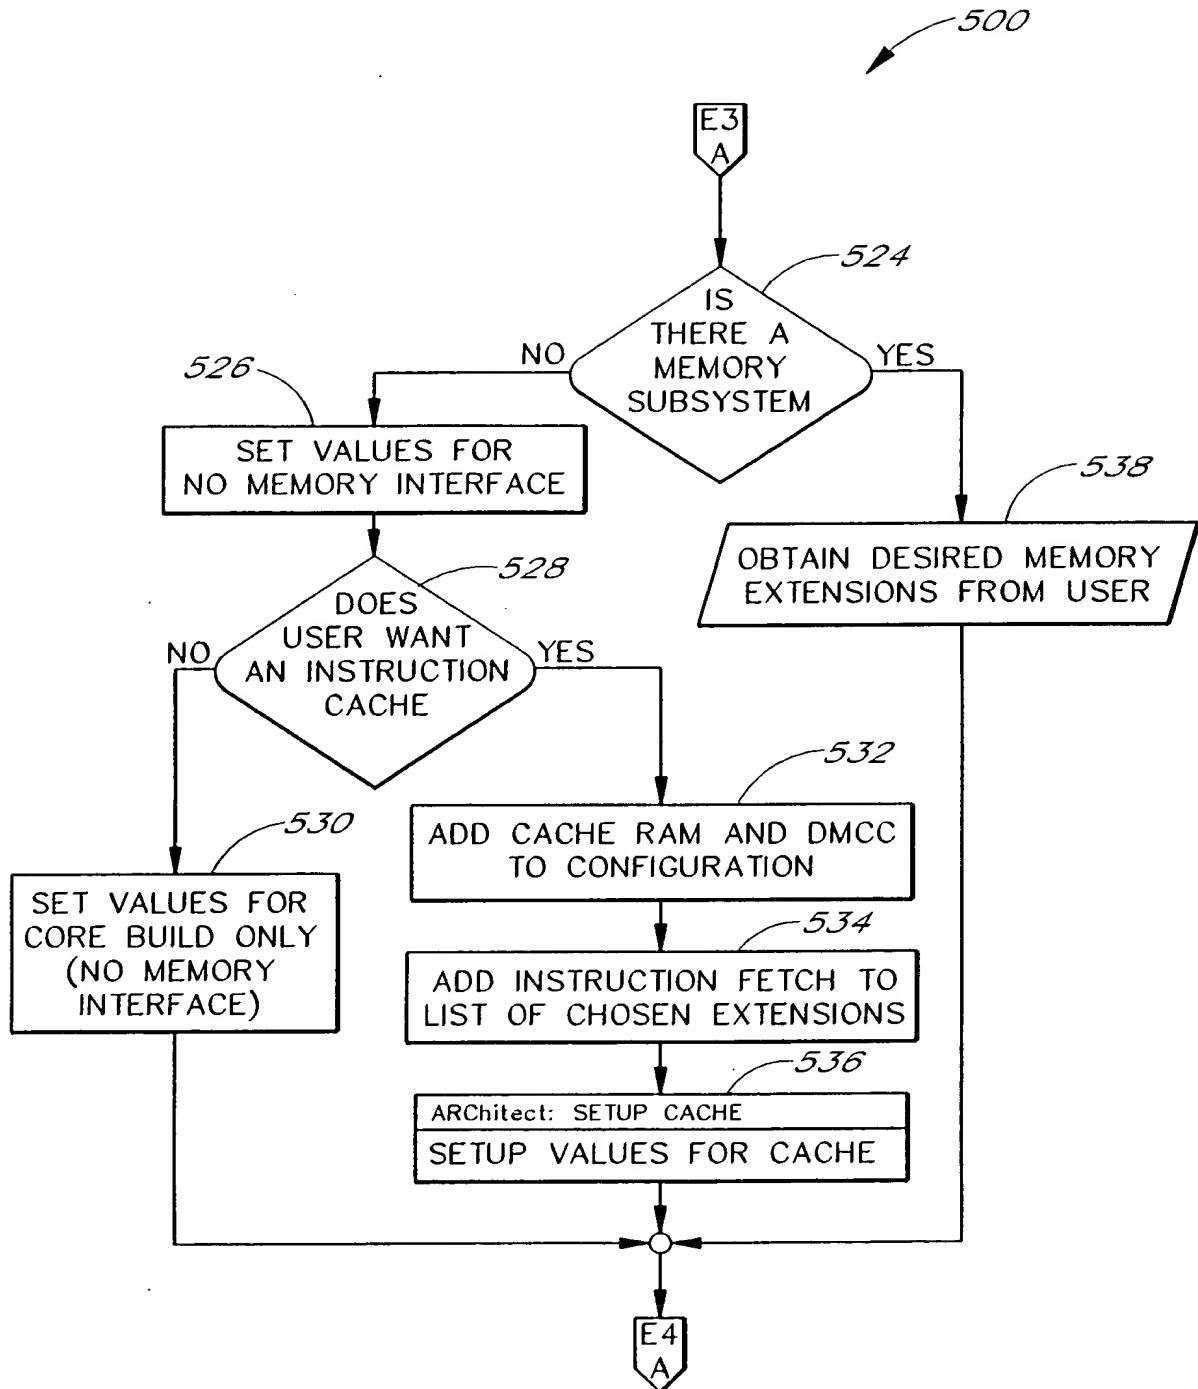 500
E3
A
524
IS
THERE A
MEMORY
SUBSYSTEM
NO
YES
526
SET VALUES FOR
NO MEMORY INTERFACE
538
OBTAIN DESIRED MEMORY
EXTENSIONS FROM USER
528
DOES
USER WANT
AN INSTRUCTION
CACHE
NO
YES
530
SET VALUES FOR
CORE BUILD ONLY
(NO MEMORY
INTERFACE)
532
ADD CACHE RAM AND DMCC
TO CONFIGURATION
534
ADD INSTRUCTION FETCH TO
LIST OF CHOSEN EXTENSIONS
536
ARChitect: SETUP CACHE
SETUP VALUES FOR CACHE
E4
A